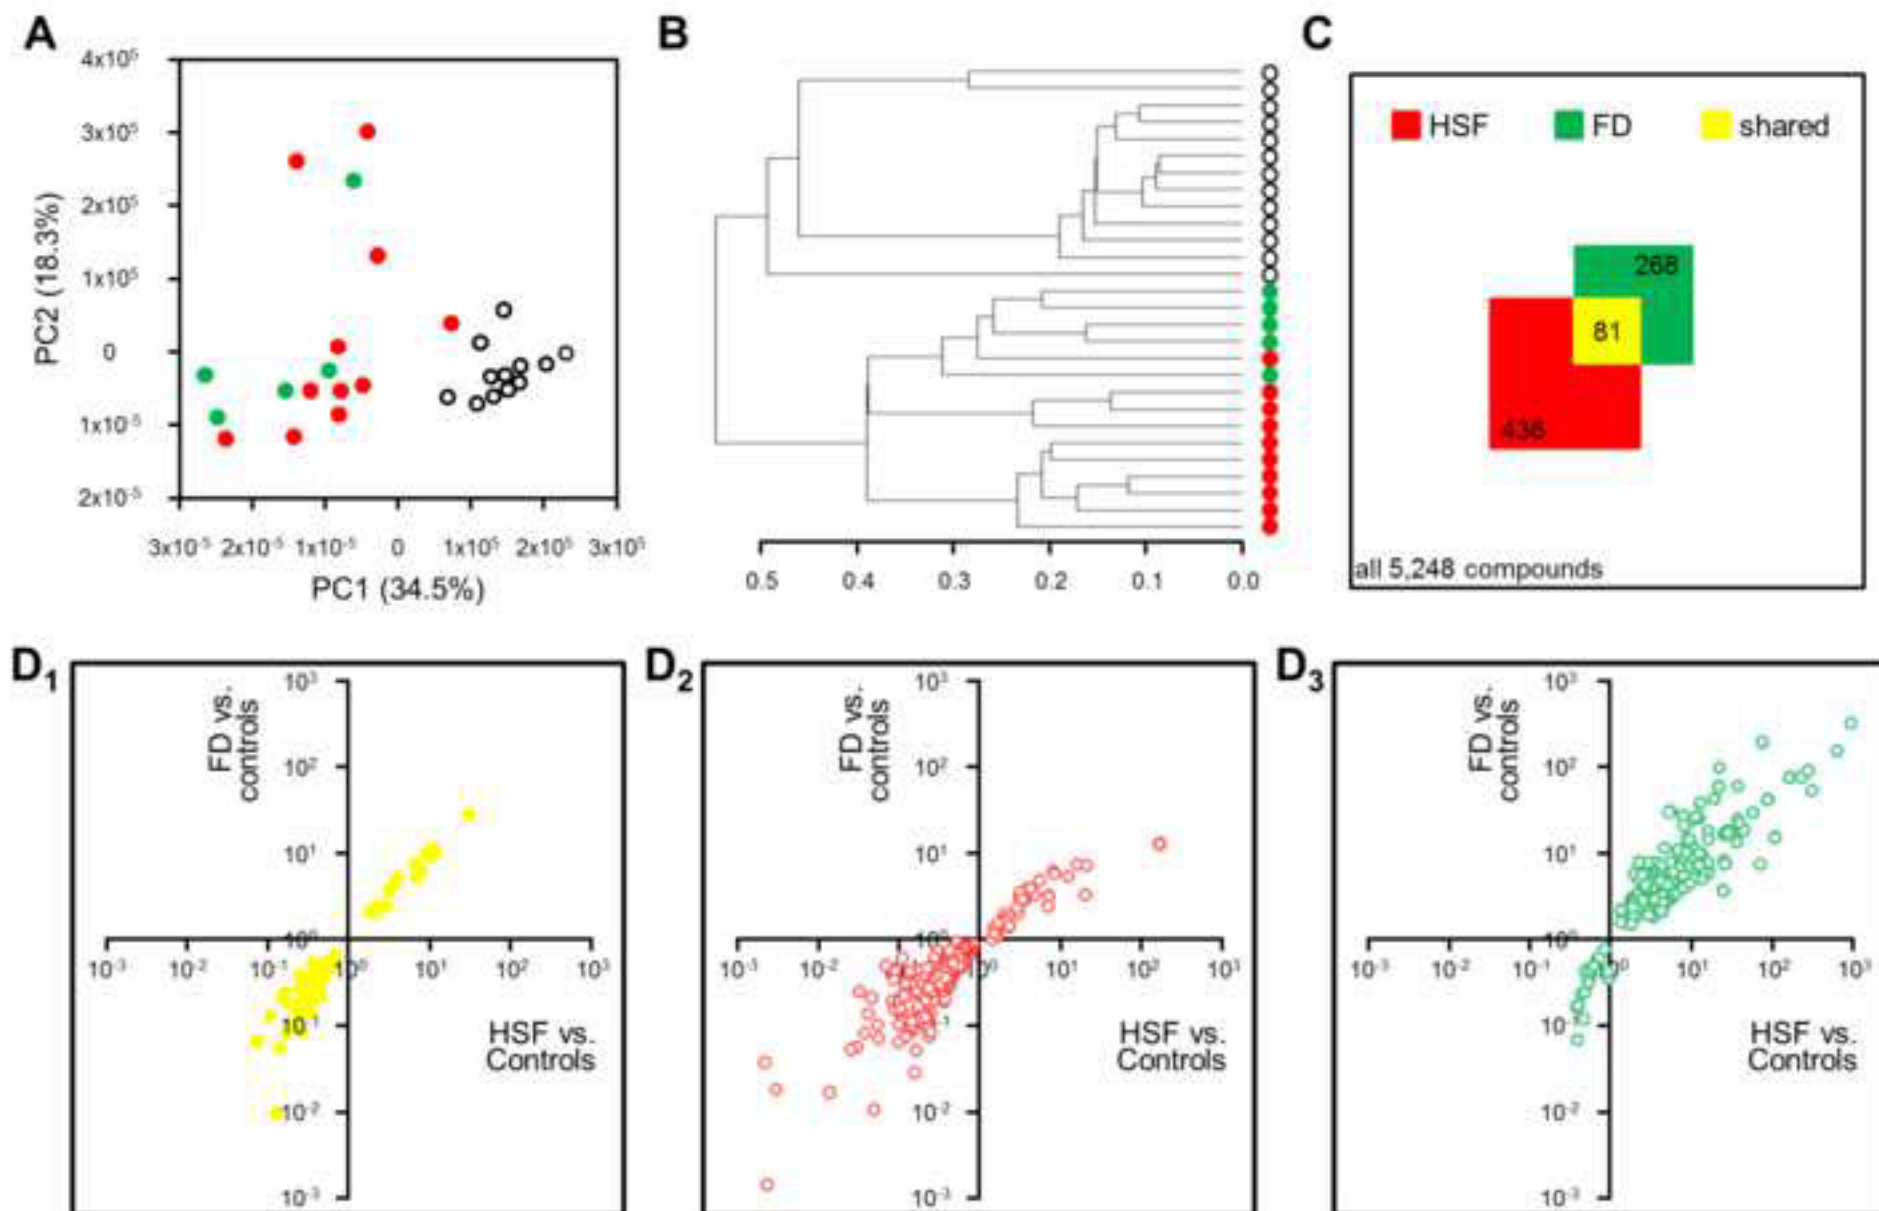 A
4x10⁵
3x10⁵
2x10⁵
1x10⁵
0
1x10⁻⁵
2x10⁻⁵
PC2 (18.3%)
3x10⁻⁵ 2x10⁻⁵ 1x10⁻⁵ 0 1x10⁵ 2x10⁵ 3x10⁵
PC1 (34.5%)
B
0.5 0.4 0.3 0.2 0.1 0.0
C
HSF FD shared
268
81
436
all 5,248 compounds
D₁
FD vs.
controls
10³
10²
10¹
10⁰
10⁻³ 10⁻² 10⁻¹ 10⁰ 10¹ 10² 10³
10⁻¹
HSF vs.
Controls
10⁻²
10⁻³
D₂
FD vs.
controls
10³
10²
10¹
10⁰
10⁻³ 10⁻² 10⁻¹ 10⁰ 10¹ 10² 10³
10⁻¹
HSF vs.
Controls
10⁻²
10⁻³
D₃
FD vs.
controls
10³
10²
10¹
10⁰
10⁻³ 10⁻² 10⁻¹ 10⁰ 10¹ 10² 10³
10⁻¹
HSF vs.
Controls
10⁻²
10⁻³